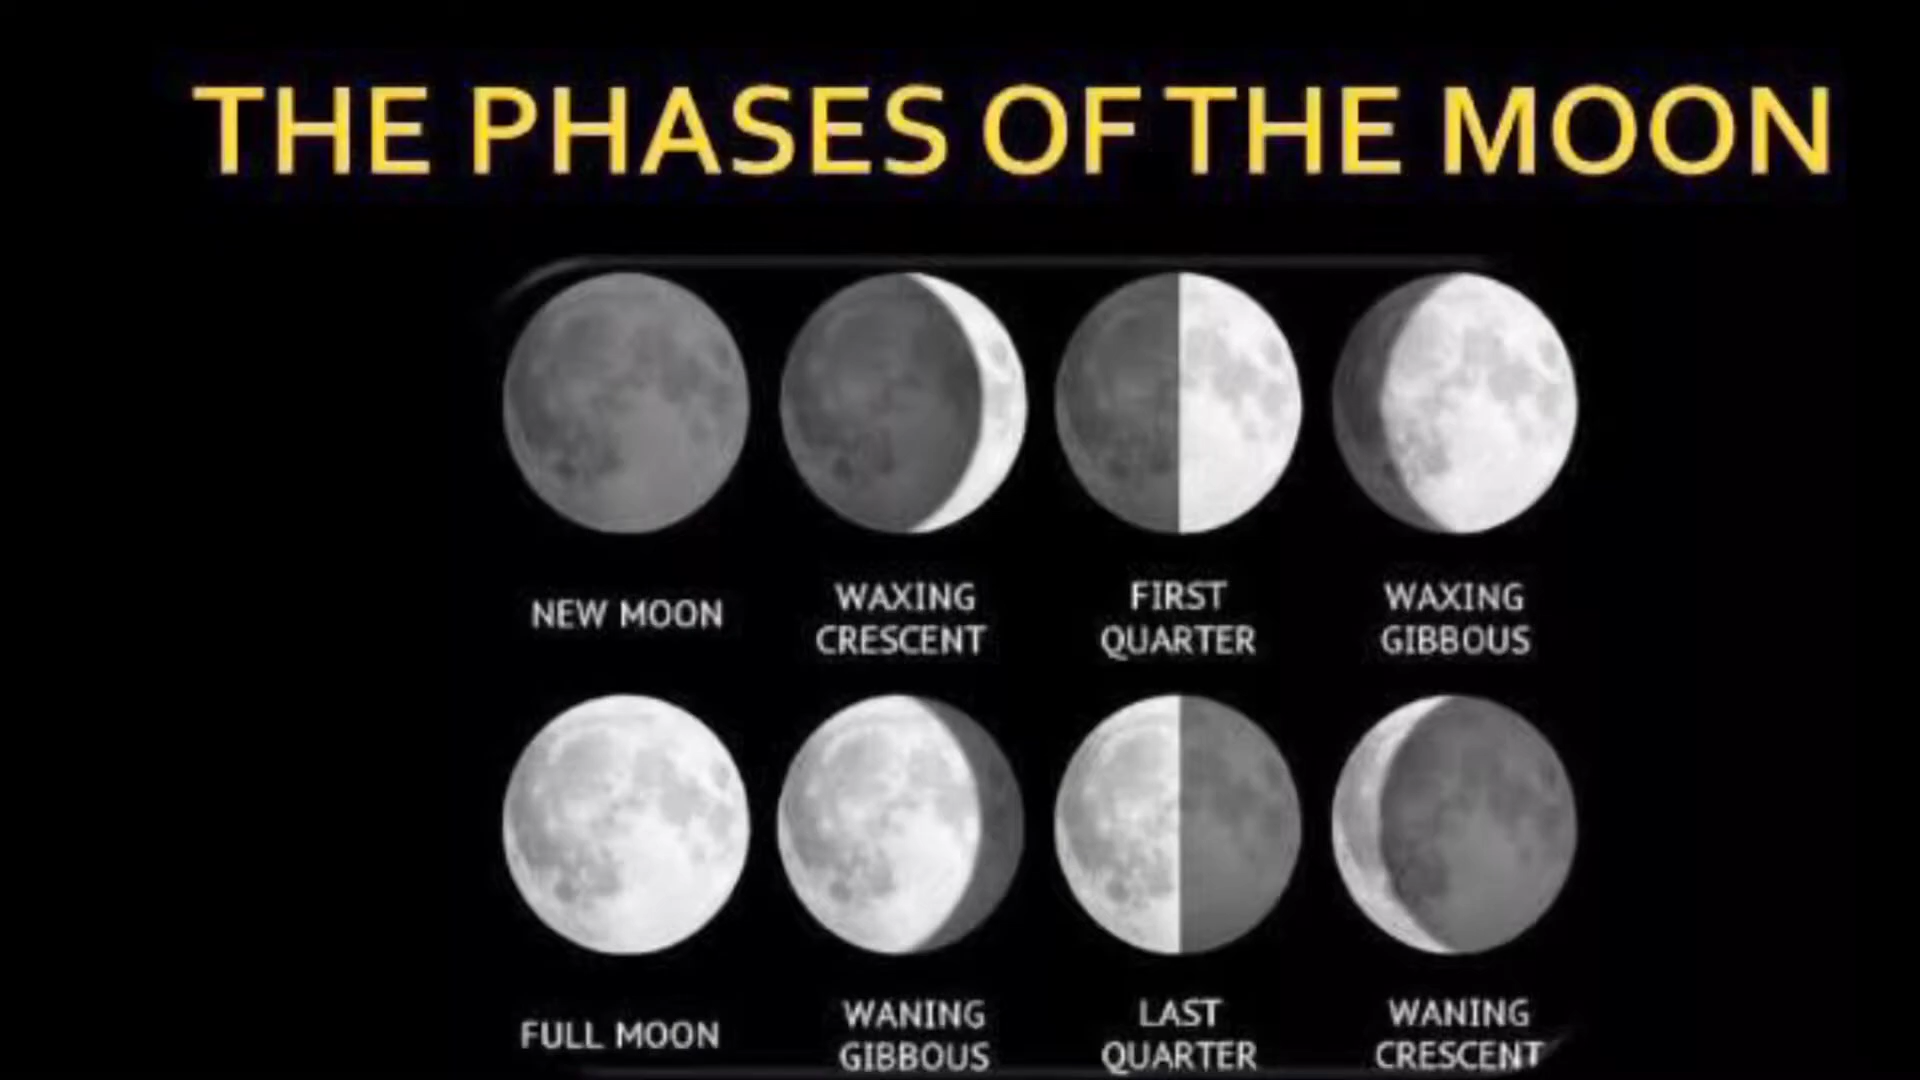 THE PHASES OF THE MOON
NEW MOON
WAXING
CRESCENT
FIRST
QUARTER
WAXING
GIBBOUS
FULL MOON
WANING
GIBBOUS
LAST
QUARTER
WANING
CRESCENT